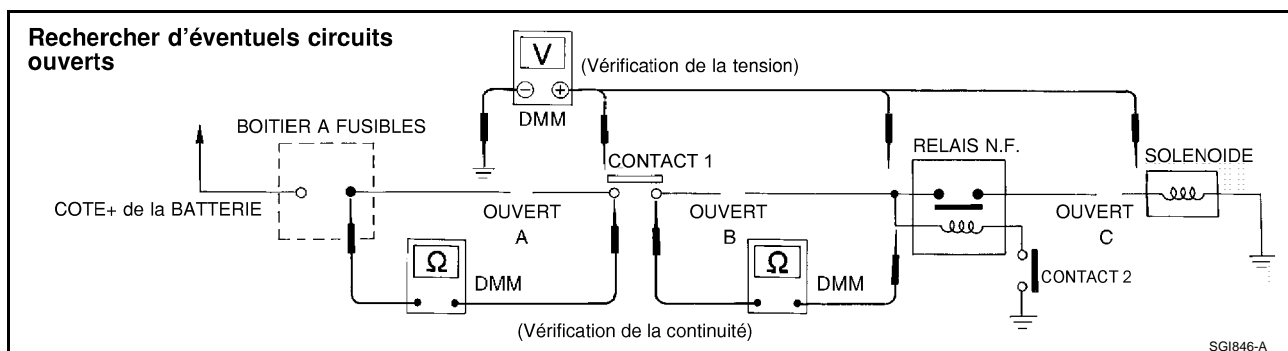 Rechercher d'éventuels circuits
ouverts
V
(Vérification de la tension)
− +
DMM
BOITIER A FUSIBLES
CONTACT 1
RELAIS N.F.
SOLENOIDE
COTE+ de la BATTERIE
OUVERT
A
OUVERT
B
OUVERT
C
Ω
DMM
Ω
DMM
CONTACT 2
(Vérification de la continuité)
SGI846-A